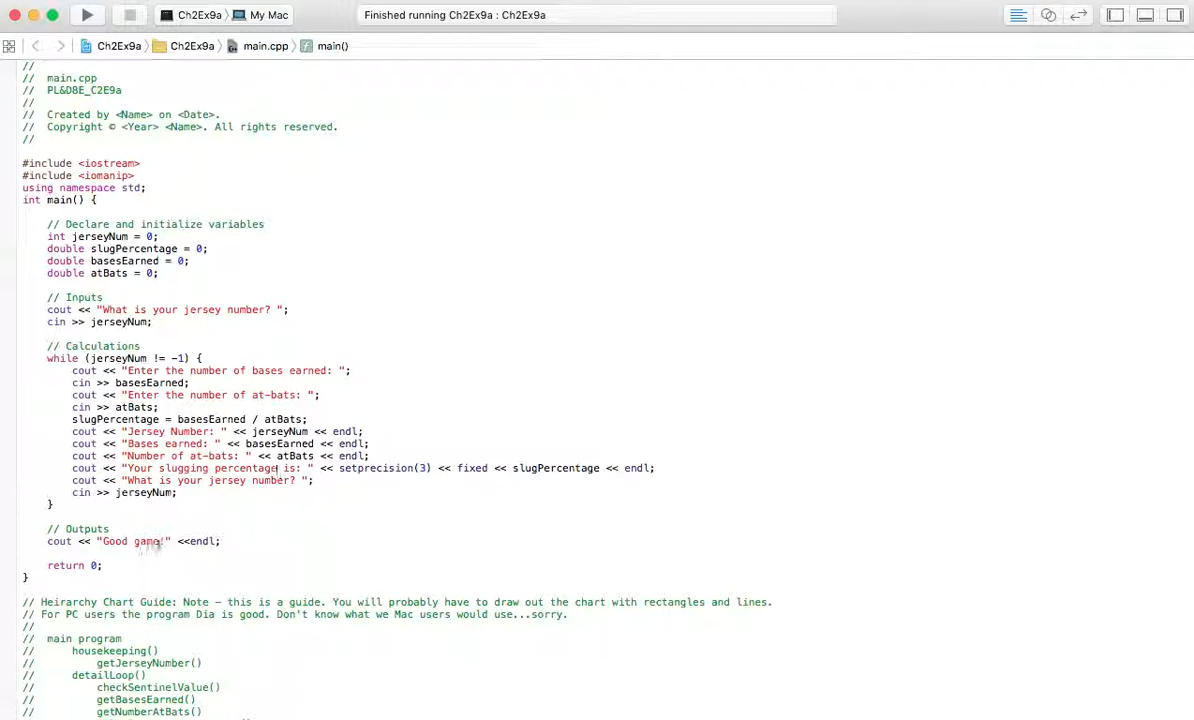 Ch2Ex9a My Mac Finished running Ch2Ex9a : Ch2Ex9a
Ch2Ex9a Ch2Ex9a main.cpp main()
//
// main.cpp
// PL&D8E_C2E9a
//
// Created by <Name> on <Date>.
// Copyright © <Year> <Name>. All rights reserved.
//
#include <iostream>
#include <iomanip>
using namespace std;
int main() {
// Declare and initialize variables
int jerseyNum = 0;
double slugPercentage = 0;
double basesEarned = 0;
double atBats = 0;
// Inputs
cout << "What is your jersey number? ";
cin >> jerseyNum;
// Calculations
while (jerseyNum != -1) {
cout << "Enter the number of bases earned: ";
cin >> basesEarned;
cout << "Enter the number of at-bats: ";
cin >> atBats;
slugPercentage = basesEarned / atBats;
cout << "Jersey Number: " << jerseyNum << endl;
cout << "Bases earned: " << basesEarned << endl;
cout << "Number of at-bats: " << atBats << endl;
cout << "Your slugging percentage is: " << setprecision(3) << fixed << slugPercentage << endl;
cout << "What is your jersey number? ";
cin >> jerseyNum;
}
// Outputs
cout << "Good game!" <<endl;
return 0;
}
// Heirarchy Chart Guide: Note - this is a guide. You will probably have to draw out the chart with rectangles and lines.
// For PC users the program Dia is good. Don't know what we Mac users would use...sorry.
//
// main program
// housekeeping()
// getJerseyNumber()
// detailLoop()
// checkSentinelValue()
// getBasesEarned()
// getNumberAtBats()